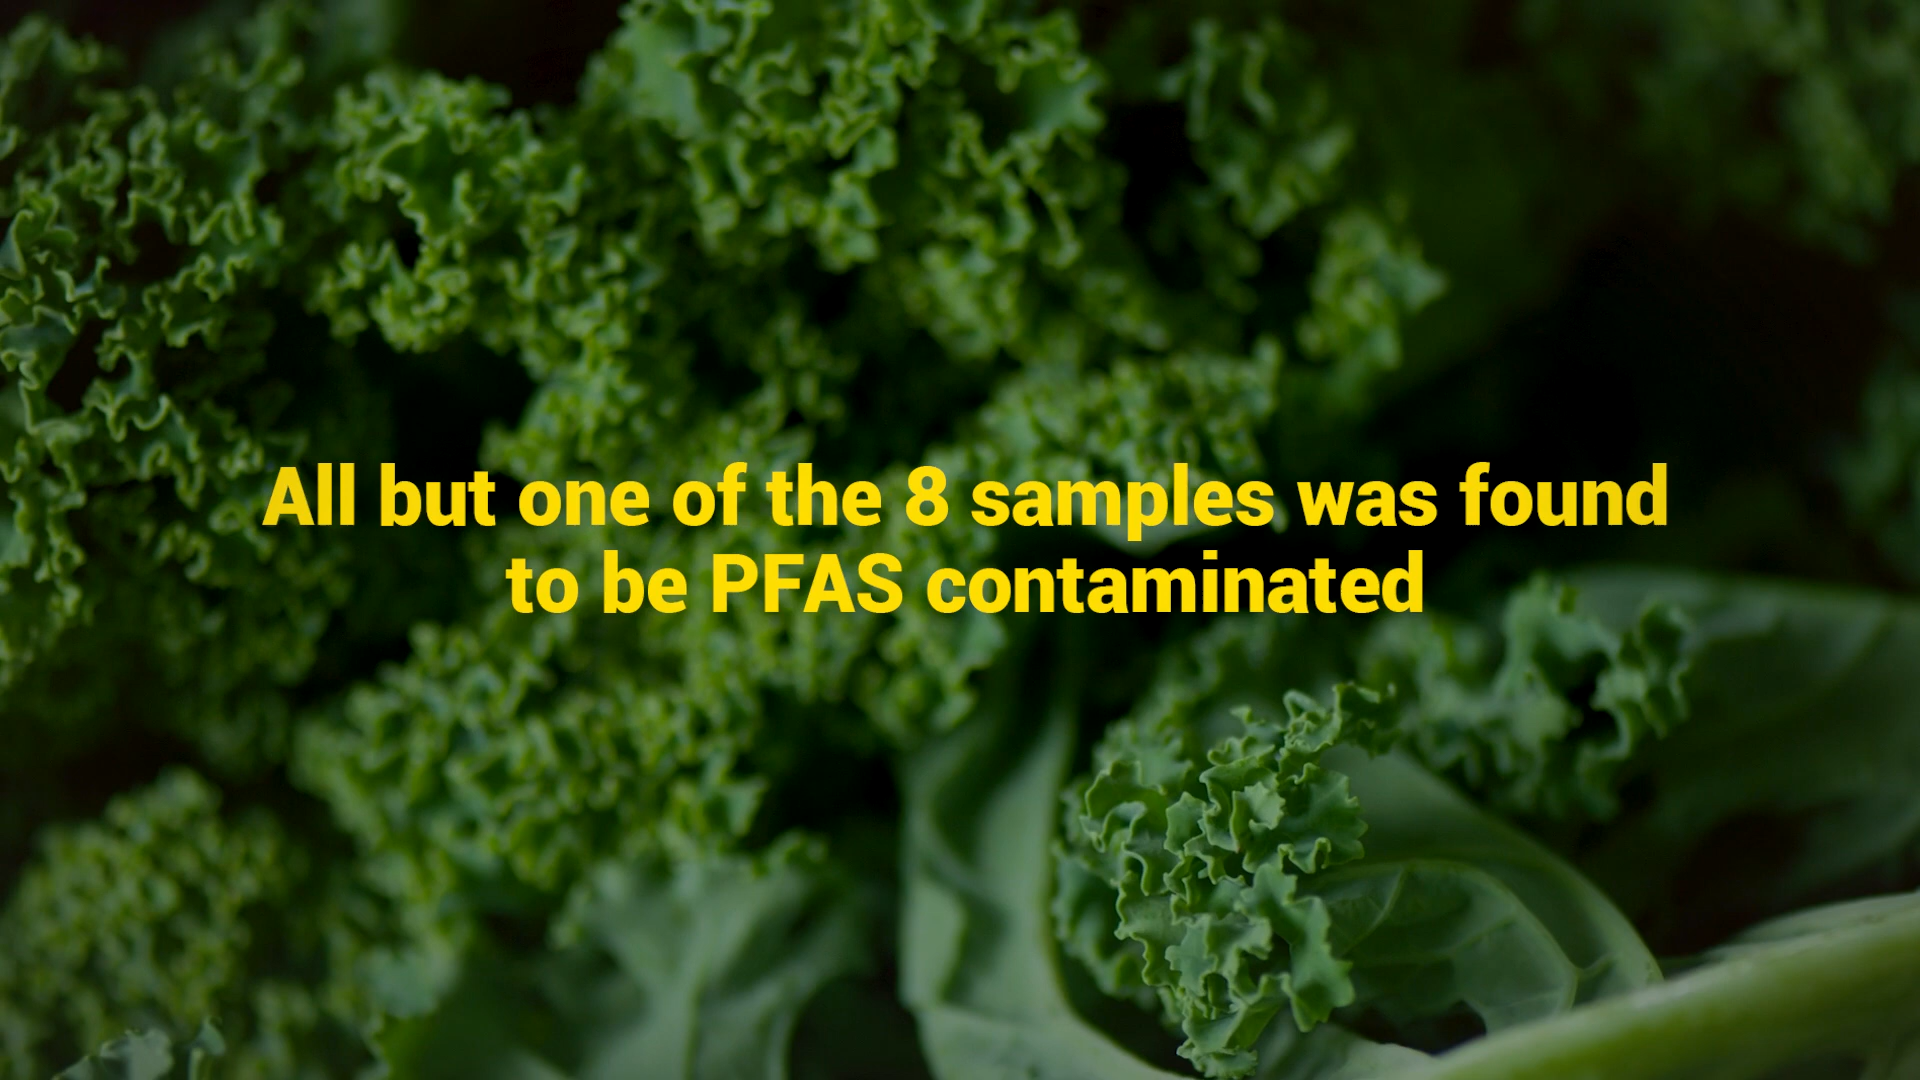 All but one of the 8 samples was found
to be PFAS contaminated